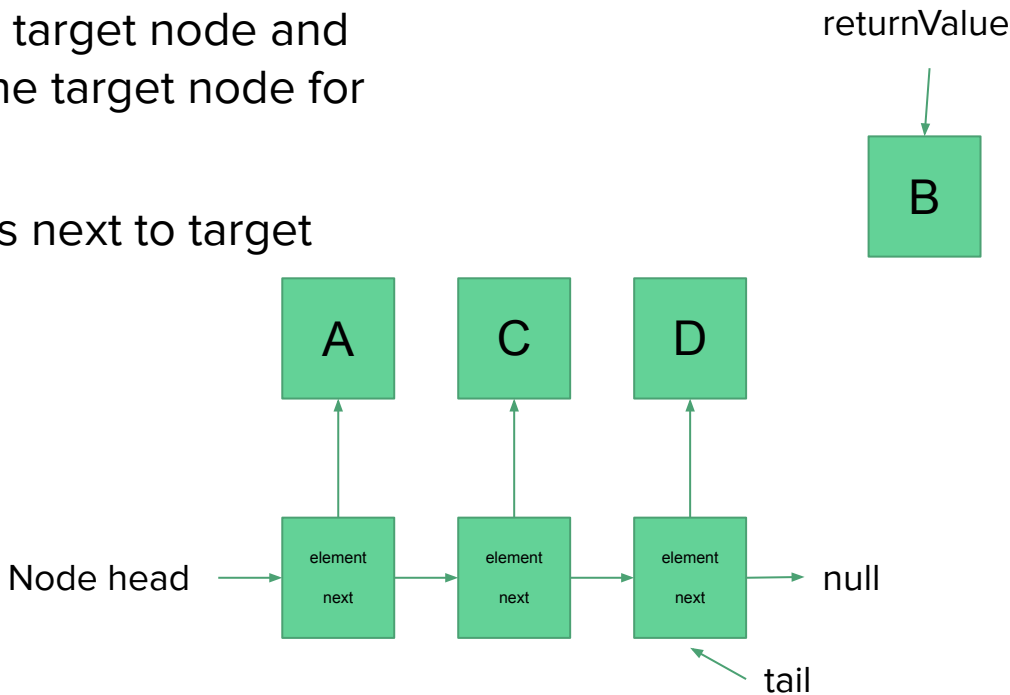 target node and
returnValue
ne target node for
B
s next to target
A
C
D
element
next
element
next
element
next
Node head
null
tail